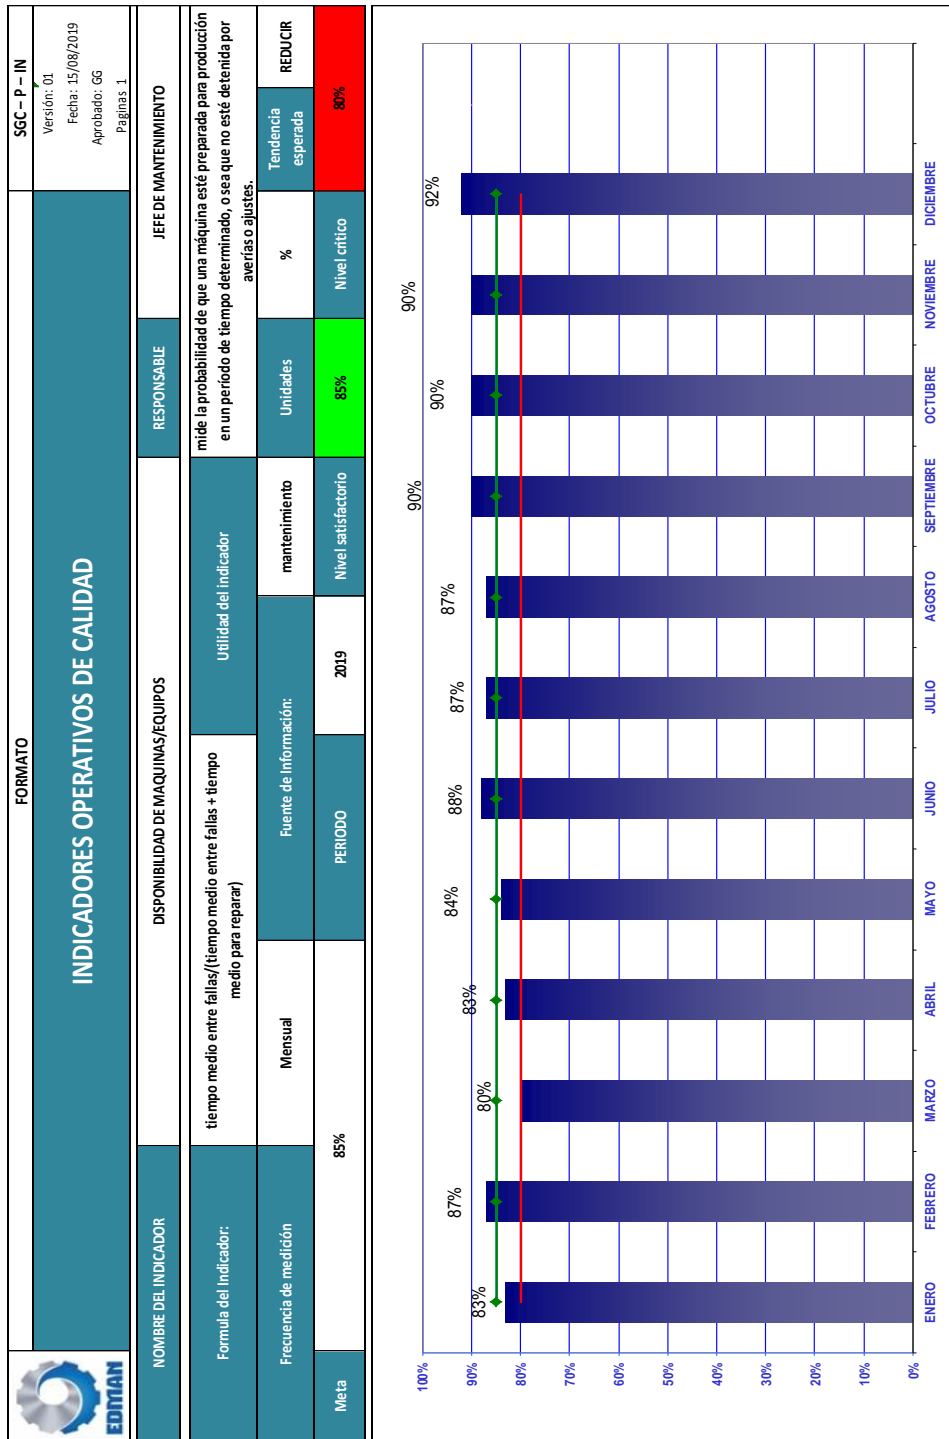 EDMAN
FORMATO
INDICADORES OPERATIVOS DE CALIDAD
SGC – P – IN
Versión: 01
Fecha: 15/08/2019
Aprobado: GG
Paginas 1
NOMBRE DEL INDICADOR
DISPONIBILIDAD DE MAQUINAS/EQUIPOS
RESPONSABLE
JEFE DE MANTENIMIENTO
Formula del Indicador:
tiempo medio entre fallas/(tiempo medio entre fallas + tiempo
medio para reparar)
Utilidad del indicador
mide la probabilidad de que una máquina esté preparada para producción
en un período de tiempo determinado, o sea que no esté detenida por
averías o ajustes.
Frecuencia de medición
Mensual
Fuente de Información:
mantenimiento
Unidades
%
Tendencia
esperada
REDUCIR
Meta
85%
PERIODO
2019
Nivel satisfactorio
85%
Nivel critico
80%
100%
90%
80%
70%
60%
50%
40%
30%
20%
10%
0%
83%
87%
80%
83%
84%
88%
87%
87%
90%
90%
90%
92%
ENERO
FEBRERO
MARZO
ABRIL
MAYO
JUNIO
JULIO
AGOSTO
SEPTIEMBRE
OCTUBRE
NOVIEMBRE
DICIEMBRE